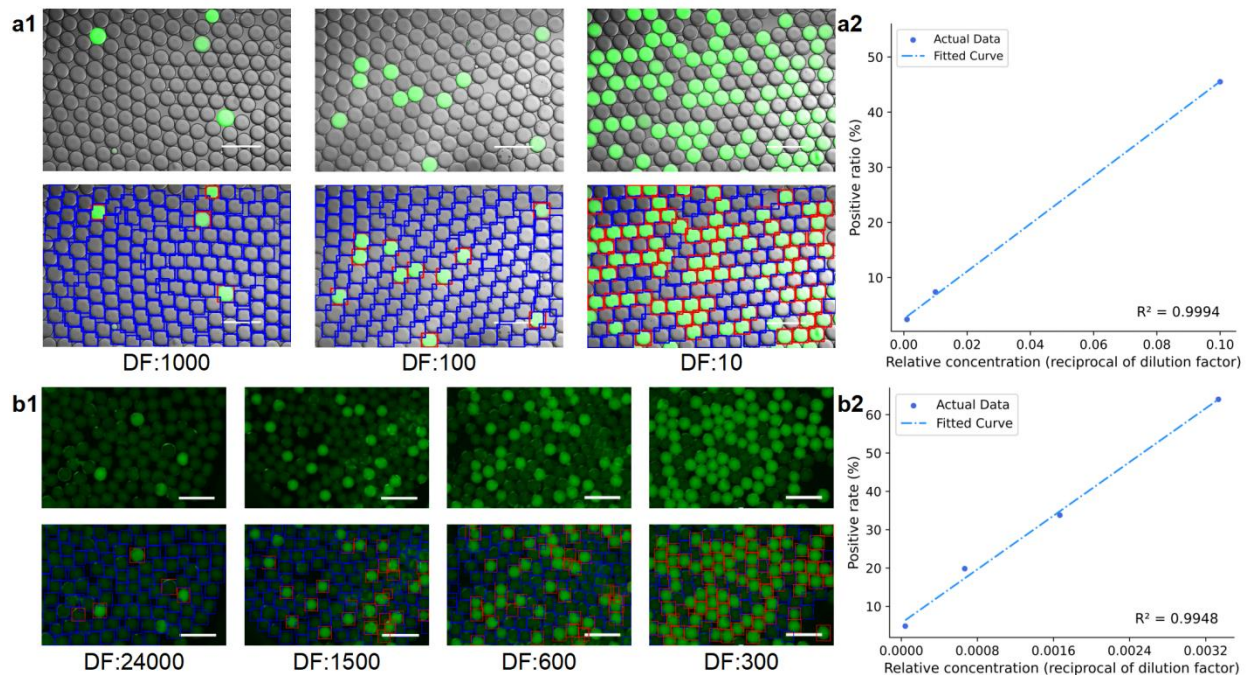 a1
DF:1000
DF:100
DF:10
a2
Actual Data
Fitted Curve
Positive ratio (%)
50
40
30
20
10
R² = 0.9994
0.00 0.02 0.04 0.06 0.08 0.10
Relative concentration (reciprocal of dilution factor)
b1
DF:24000
DF:1500
DF:600
DF:300
b2
Actual Data
Fitted Curve
Positive rate (%)
60
50
40
30
20
10
R² = 0.9948
0.0000 0.0008 0.0016 0.0024 0.0032
Relative concentration (reciprocal of dilution factor)